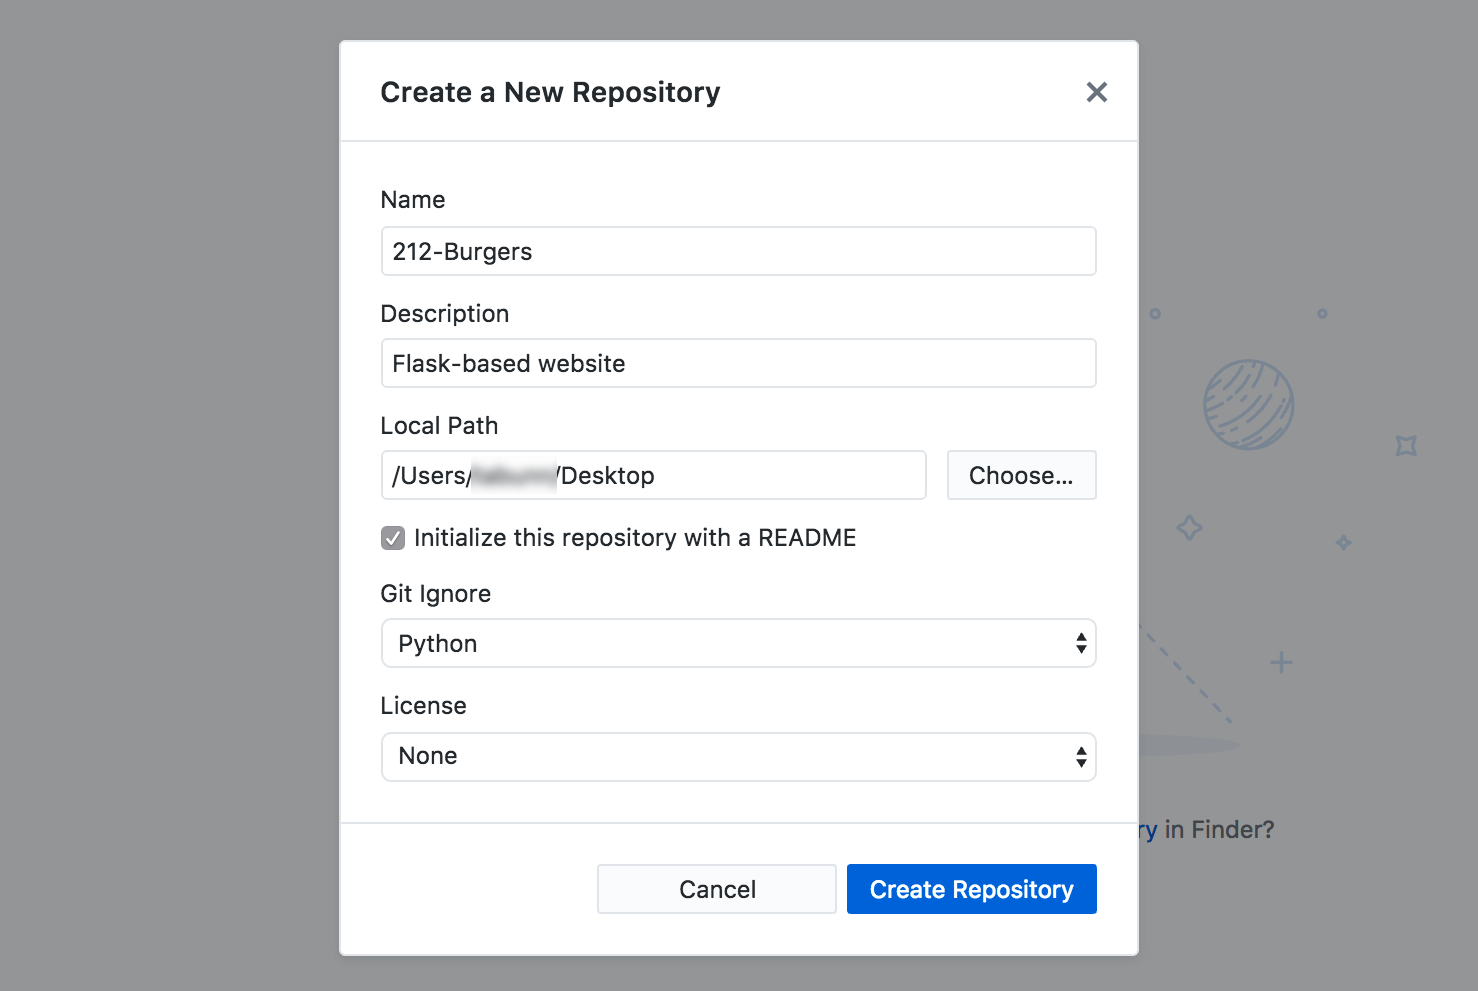 Create a New Repository
Name
212-Burgers
Description
Flask-based website
Local Path
/Users/ /Desktop
Choose...
Initialize this repository with a README
Git Ignore
Python
License
None
ry in Finder?
Cancel
Create Repository